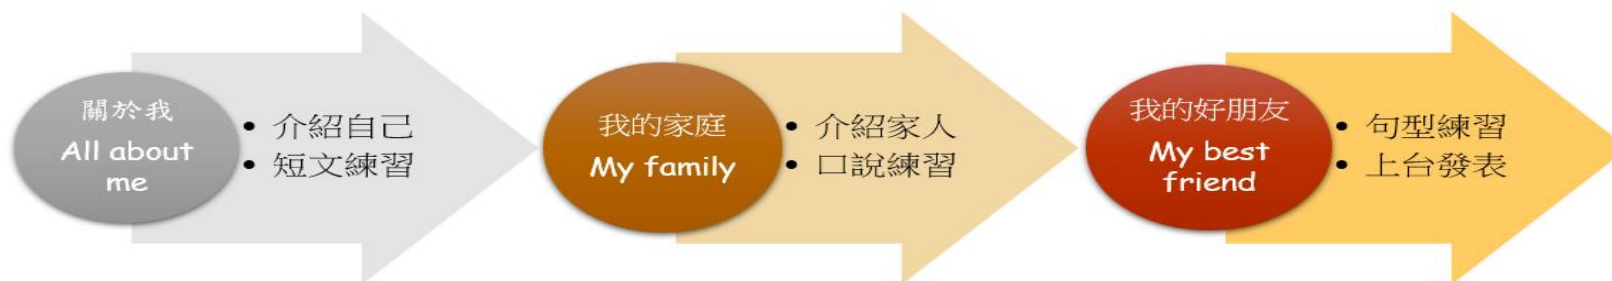 關於我
All about
me
• 介紹自己
• 短文練習
我的家庭
My family
• 介紹家人
• 口說練習
我的好朋友
My best
friend
• 句型練習
• 上台發表